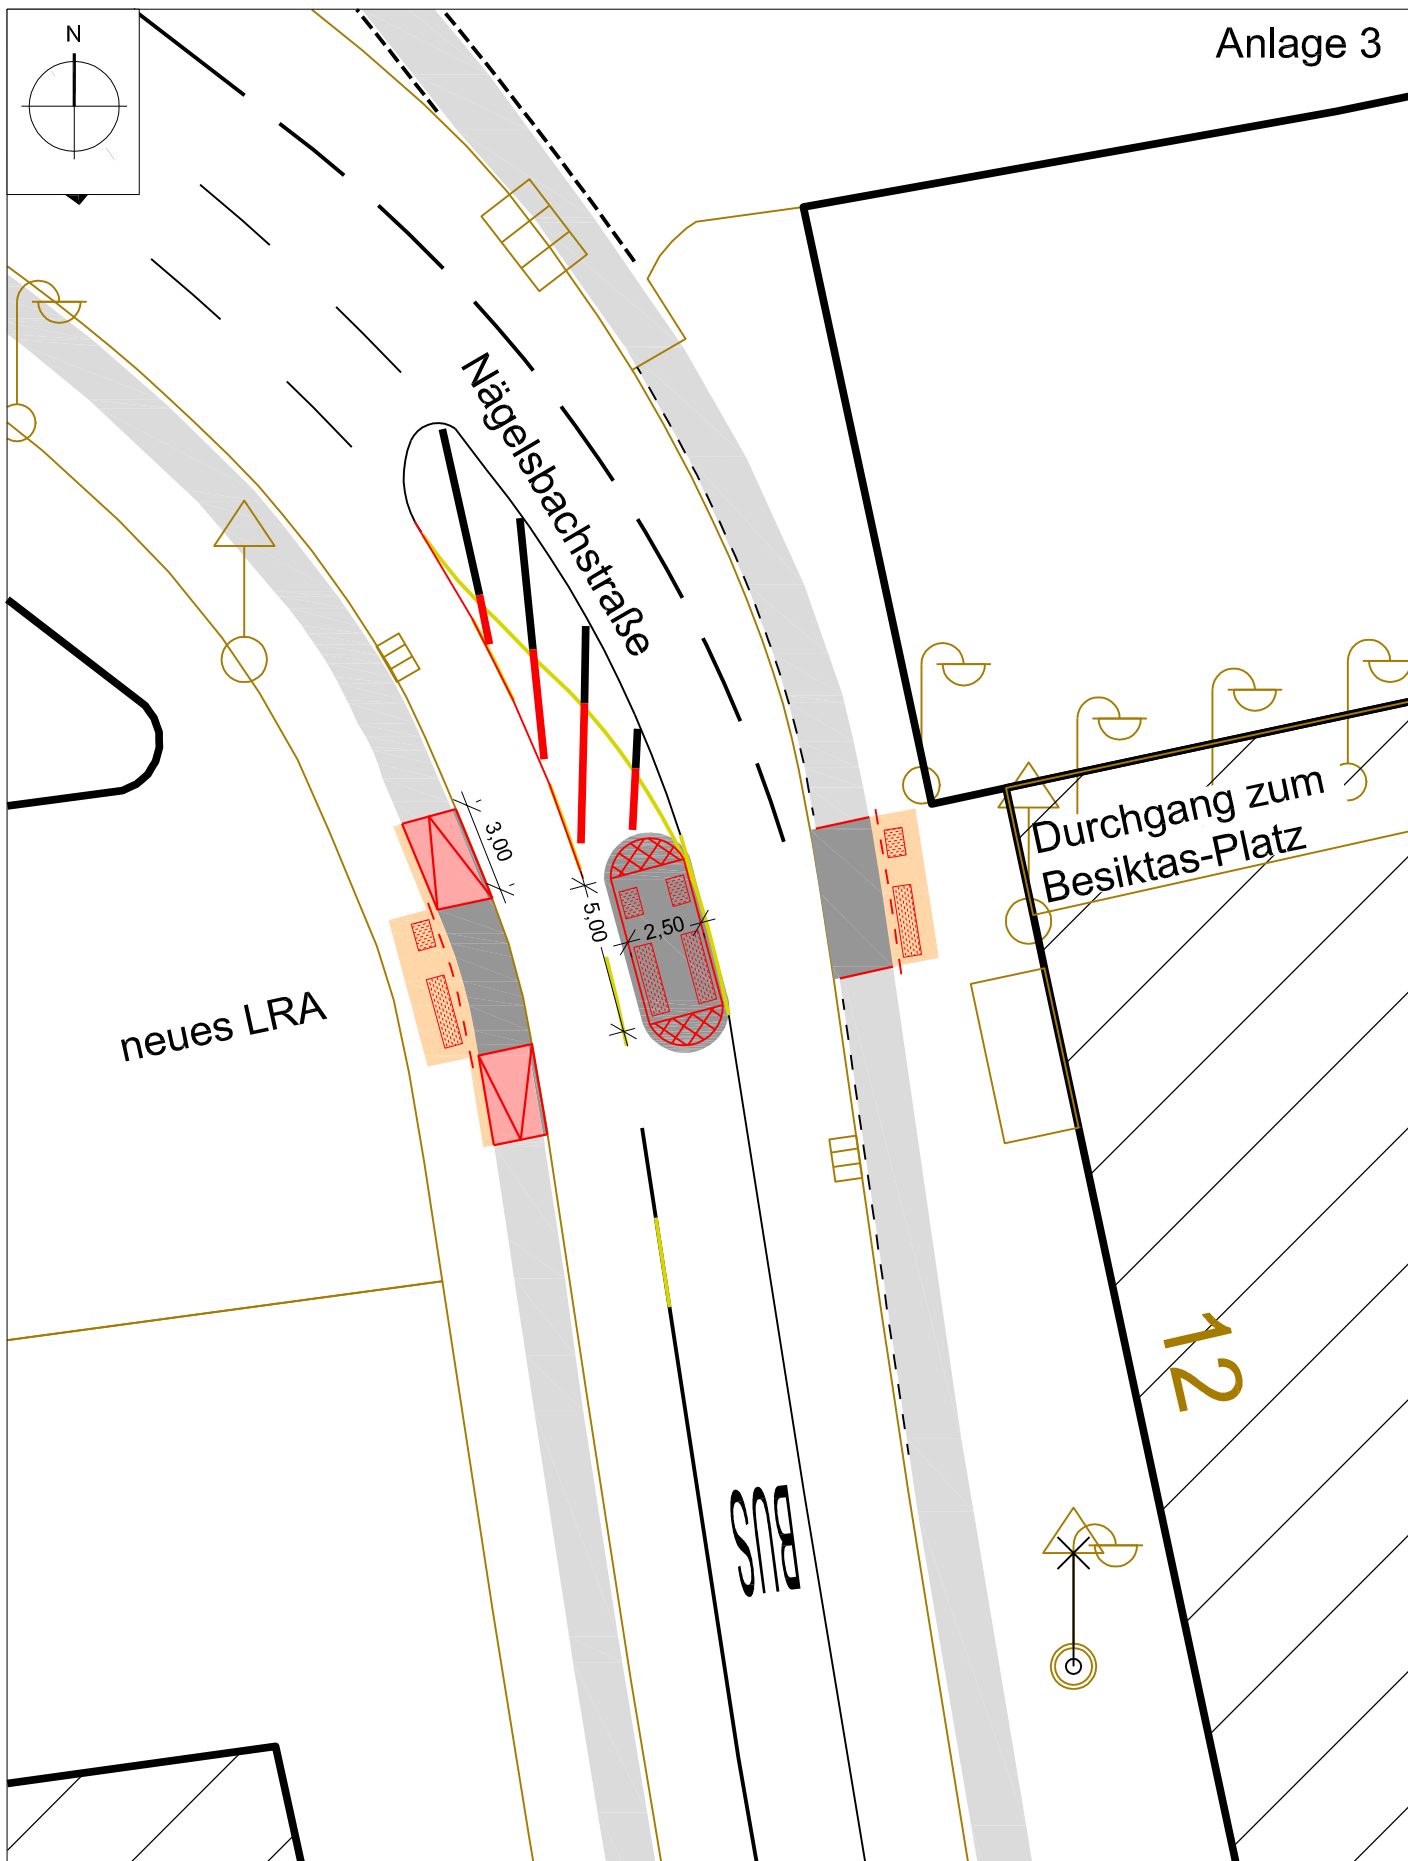 N
Anlage 3
Nägelsbachstraße
Durchgang zum
Besiktas-Platz
3,00
5,00
2,50
neues LRA
12
BUS